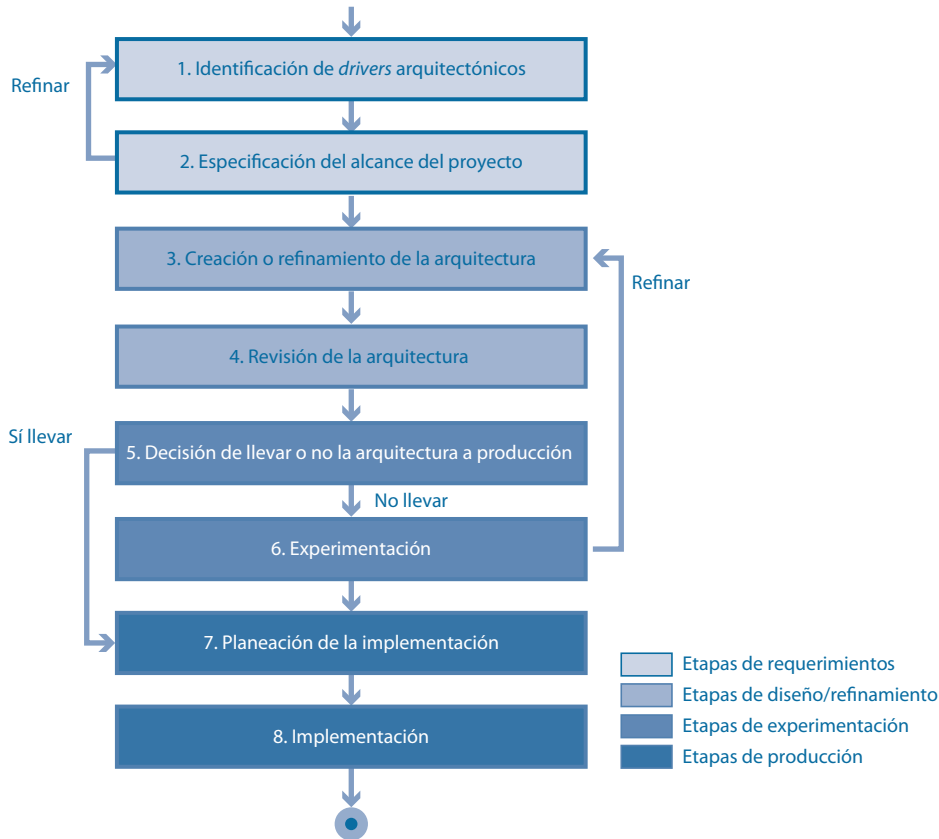 1. Identificación de drivers arquitectónicos
Refinar
2. Especificación del alcance del proyecto
3. Creación o refinamiento de la arquitectura
Refinar
4. Revisión de la arquitectura
Sí llevar
5. Decisión de llevar o no la arquitectura a producción
No llevar
6. Experimentación
7. Planeación de la implementación
8. Implementación
Etapas de requerimientos
Etapas de diseño/refinamiento
Etapas de experimentación
Etapas de producción